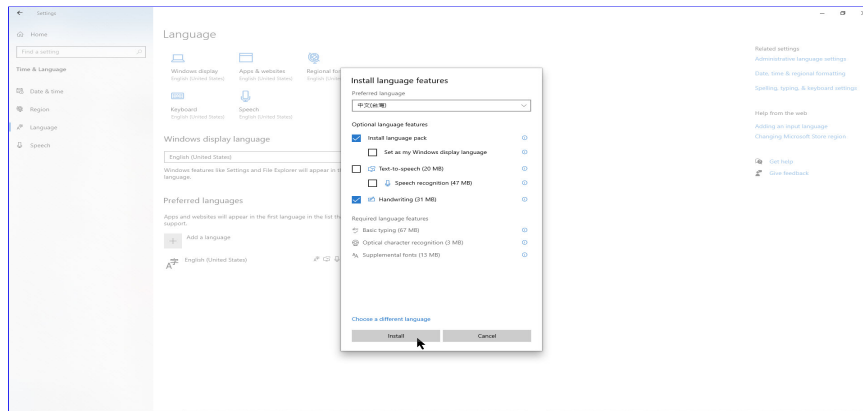 Settings
Home
Find a setting
Time & Language
Date & time
Region
Language
Speech
Language
Windows display
English (United States)
Apps & websites
English (United States)
Regional for
English (Unite
Keyboard
English (United States)
Speech
English (United States)
Windows display language
English (United States)
Windows features like Settings and File Explorer will appear in t
language.
Preferred languages
Apps and websites will appear in the first language in the list th
support.
Add a language
English (United States)
Install language features
Preferred language
中文(台灣)
Optional language features
Install language pack
Set as my Windows display language
Text-to-speech (20 MB)
Speech recognition (47 MB)
Handwriting (31 MB)
Required language features
Basic typing (67 MB)
Optical character recognition (3 MB)
Supplemental fonts (13 MB)
Choose a different language
Install
Cancel
Related settings
Administrative language settings
Date, time & regional formatting
Spelling, typing, & keyboard settings
Help from the web
Adding an input language
Changing Microsoft Store region
Get help
Give feedback